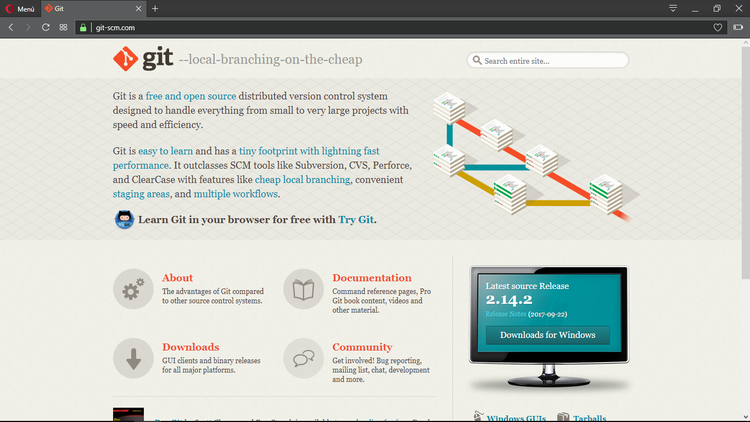 Menú
Git
git-scm.com
git --local-branching-on-the-cheap
Search entire site...
Git is a free and open source distributed version control system
designed to handle everything from small to very large projects with
speed and efficiency.
Git is easy to learn and has a tiny footprint with lightning fast
performance. It outclasses SCM tools like Subversion, CVS, Perforce,
and ClearCase with features like cheap local branching, convenient
staging areas, and multiple workflows.
Learn Git in your browser for free with Try Git.
About
The advantages of Git compared
to other source control systems.
Documentation
Command reference pages, Pro
Git book content, videos and
other material.
Downloads
GUI clients and binary releases
for all major platforms.
Community
Get involved! Bug reporting,
mailing list, chat, development
and more.
Latest source Release
2.14.2
Release Notes (2017-09-22)
Downloads for Windows
Windows GUIs
Tarballs